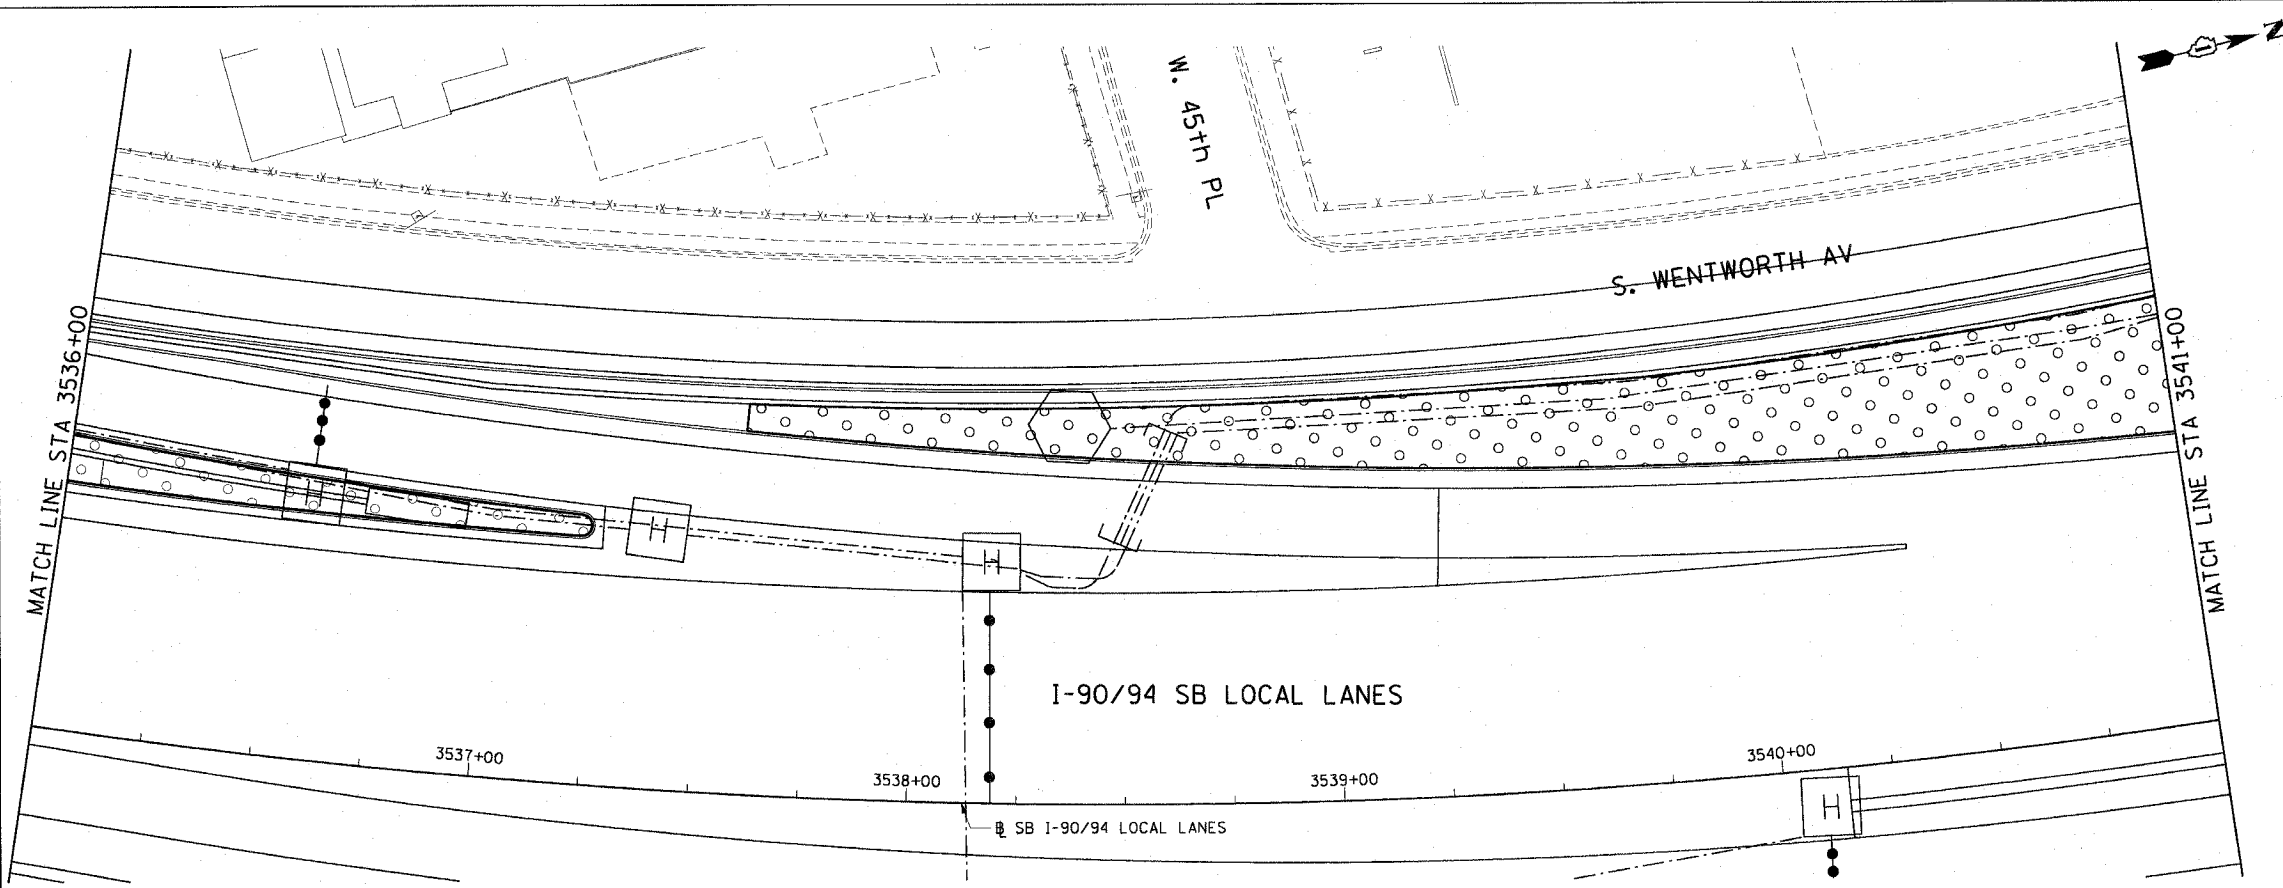 N
W. 45th PL
S. WENTWORTH AV
MATCH LINE STA 3536+00
MATCH LINE STA 3541+00
H
H
H
I-90/94 SB LOCAL LANES
3537+00
3538+00
3539+00
3540+00
H
SB I-90/94 LOCAL LANES